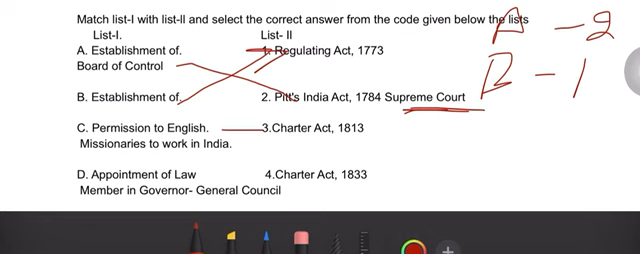 Match list-I with list-II and select the correct answer from the code given below the lists
List-I. List- II
A. Establishment of. 1. Regulating Act, 1773
Board of Control
B. Establishment of. 2. Pitt's India Act, 1784 Supreme Court
C. Permission to English. 3.Charter Act, 1813
Missionaries to work in India.
D. Appointment of Law 4.Charter Act, 1833
Member in Governor- General Council
A - 2
B - 1